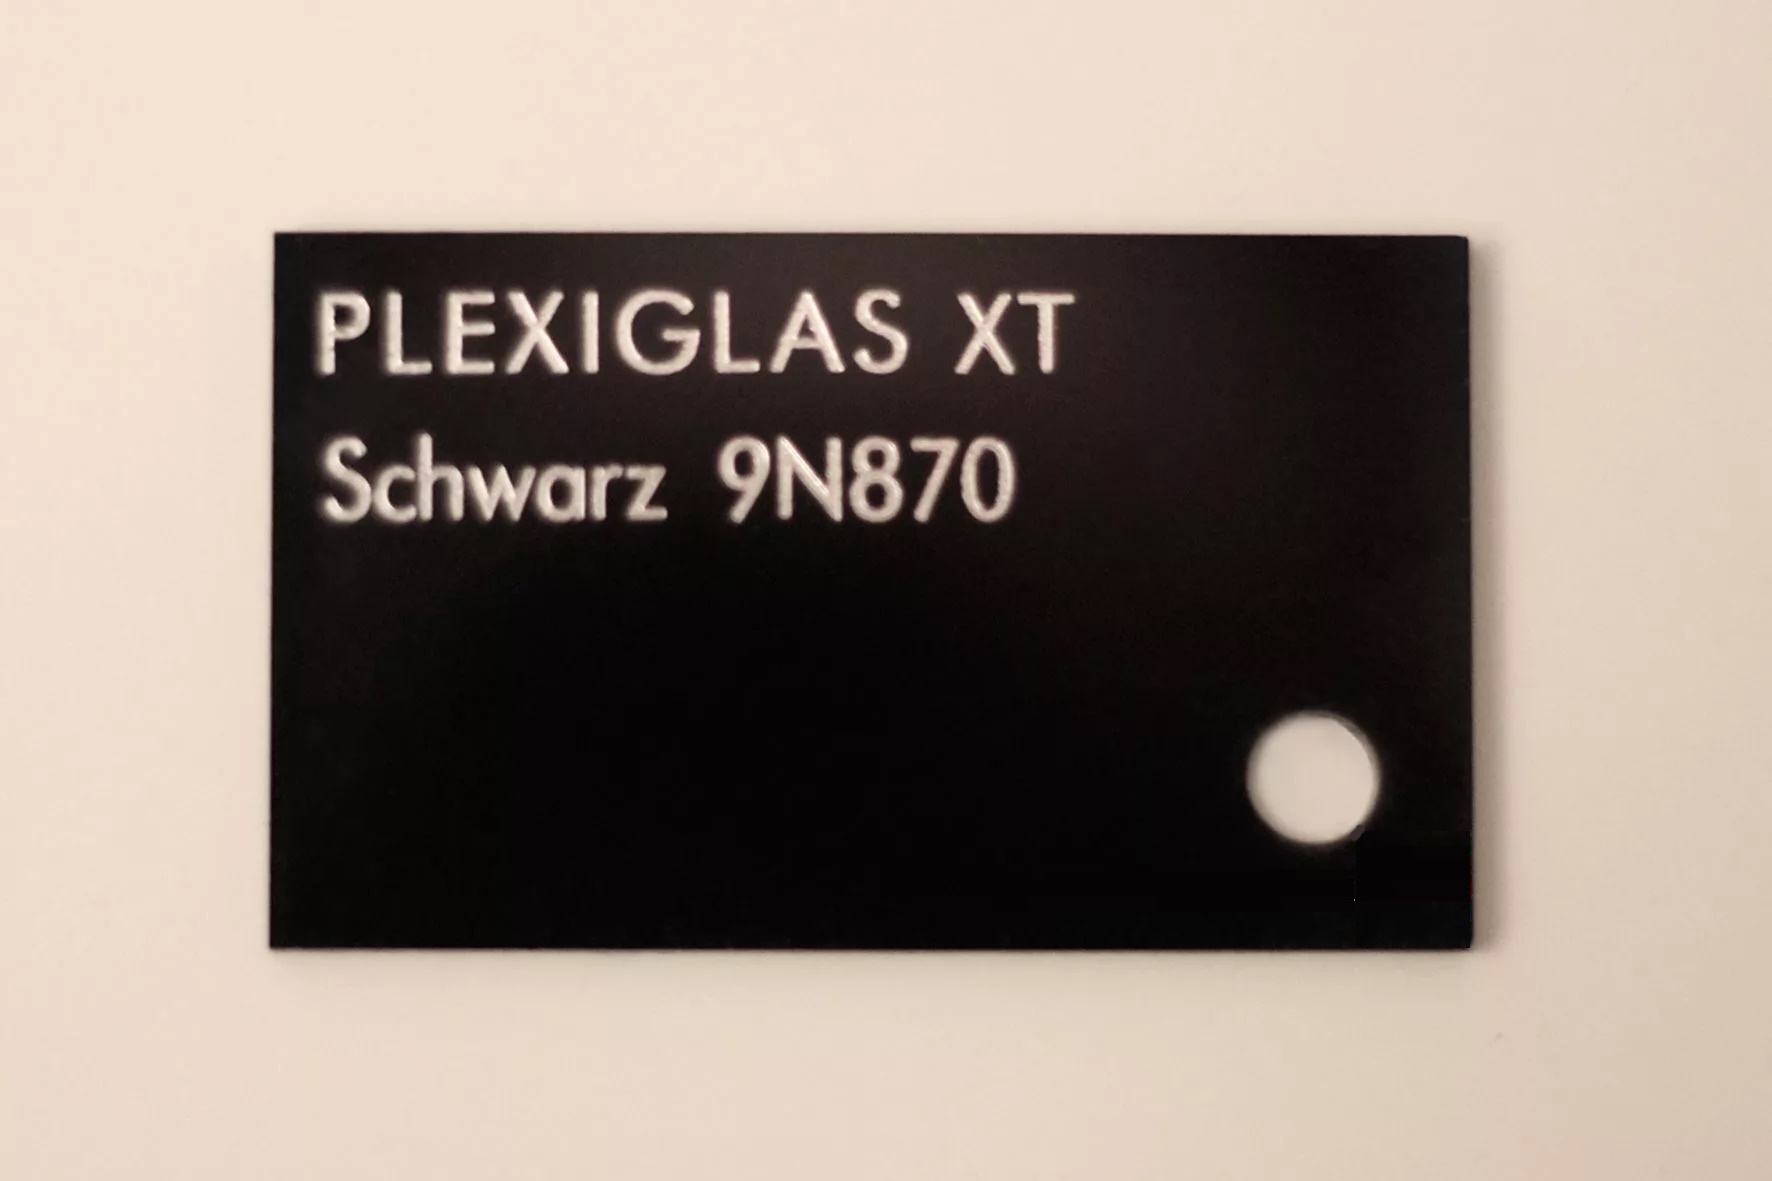 PLEXIGLAS XT
Schwarz 9N870